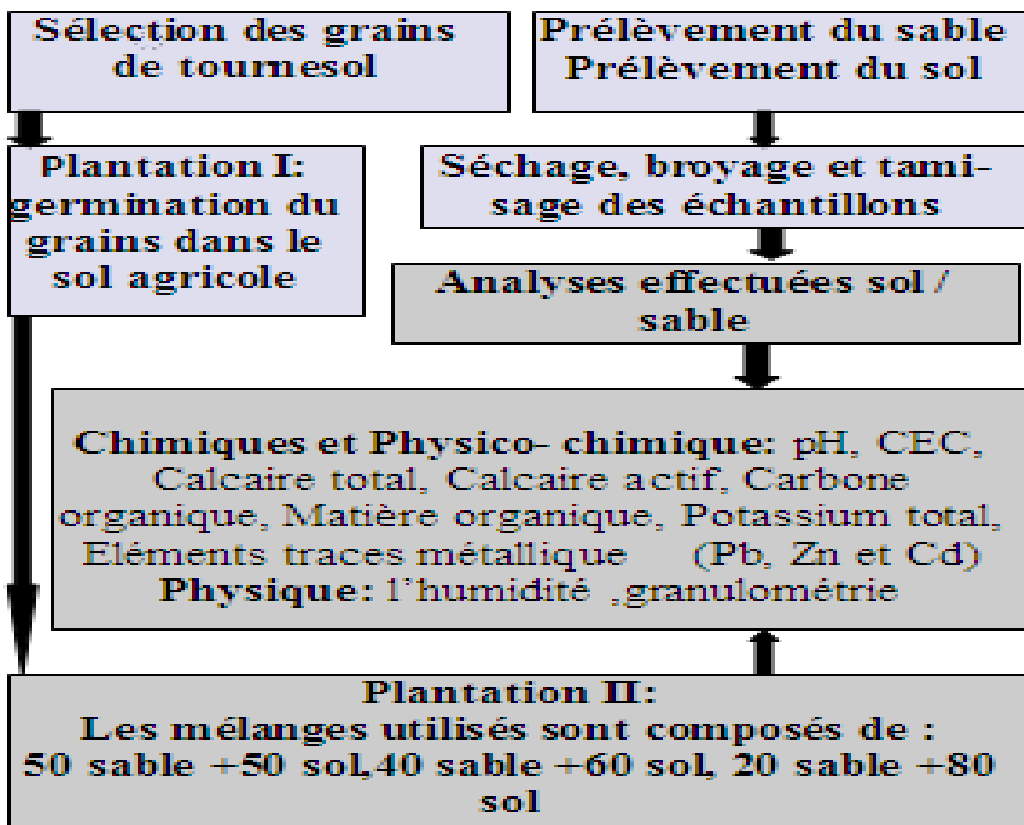 Sélection des grains
de tournesol
Prélèvement du sable
Prélèvement du sol
Plantation I:
germination du
grains dans le
sol agricole
Séchage, broyage et tami-
sage des échantillons
Analyses effectuées sol /
sable
Chimiques et Physico- chimique: pH, CEC,
Calcaire total, Calcaire actif, Carbone
organique, Matière organique, Potassium total,
Eléments traces métallique (Pb, Zn et Cd)
Physique: l'humidité ,granulométrie
Plantation II:
Les mélanges utilisés sont composés de :
50 sable +50 sol,40 sable +60 sol, 20 sable +80
sol